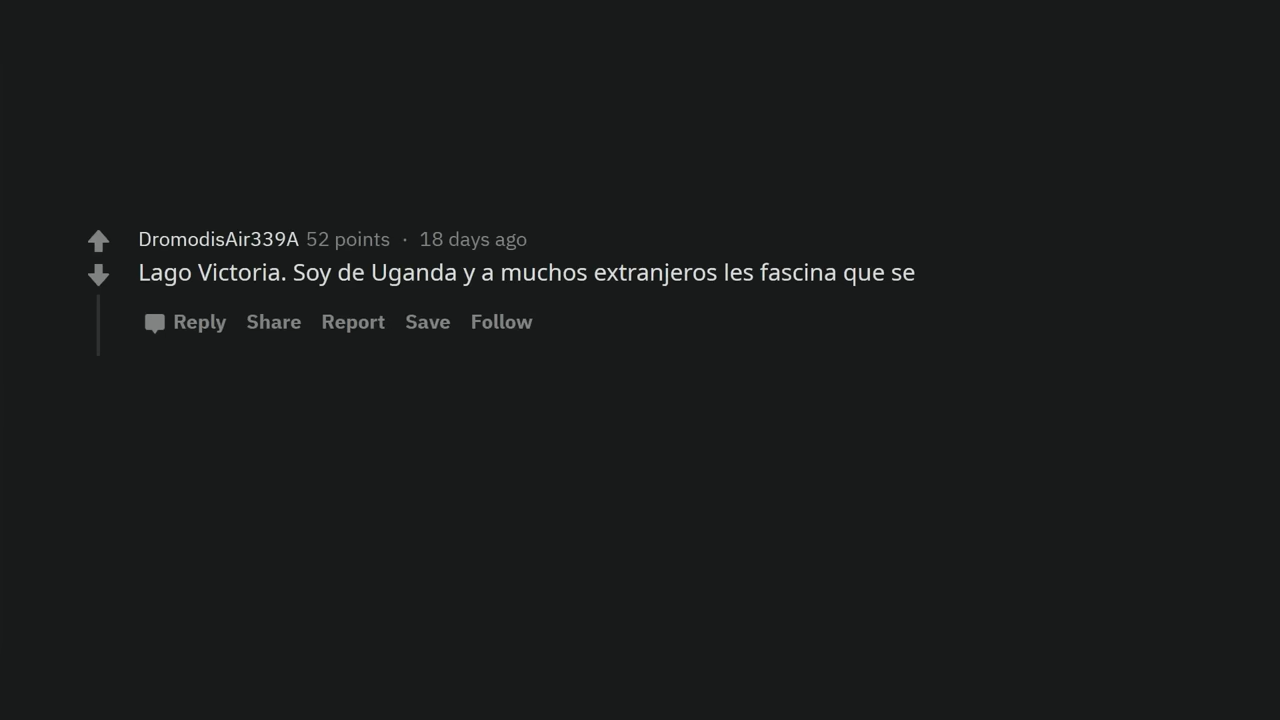 DromodisAir339A 52 points · 18 days ago
Lago Victoria. Soy de Uganda y a muchos extranjeros les fascina que se
Reply Share Report Save Follow